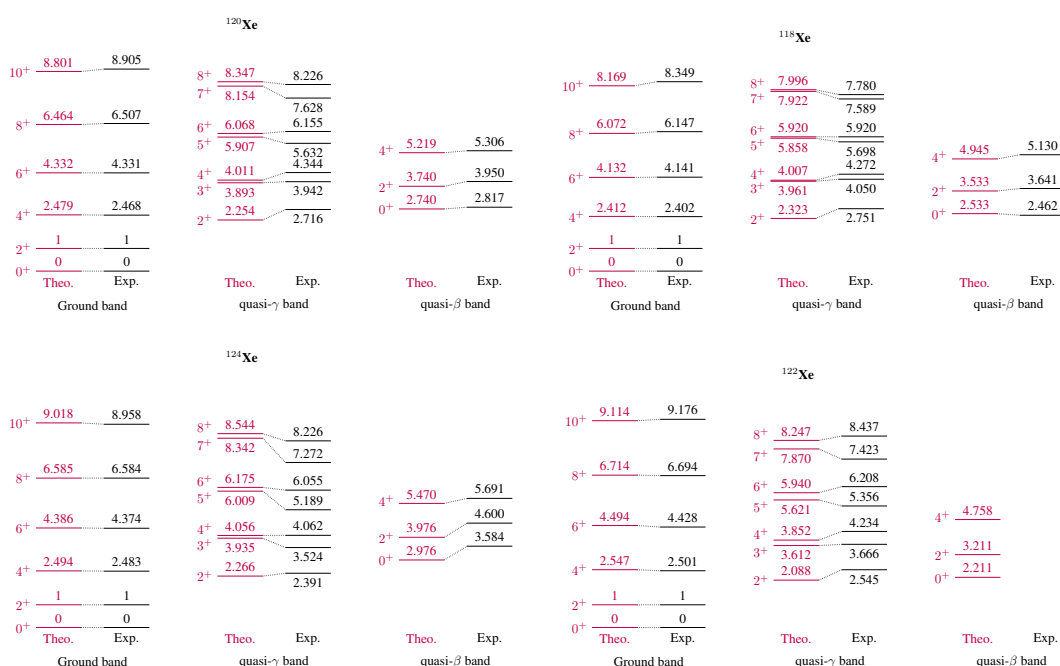 ¹²⁰Xe
10⁺ 8.801 8.905
8⁺ 6.464 6.507
6⁺ 4.332 4.331
4⁺ 2.479 2.468
2⁺ 1 1
0⁺ 0 0
Theo. Exp.
Ground band
8⁺ 8.347 8.226
7⁺ 8.154 7.628
6⁺ 6.068 6.155
5⁺ 5.907 5.632
4⁺ 4.011 4.344
3⁺ 3.893 3.942
2⁺ 2.254 2.716
Theo. Exp.
quasi-γ band
4⁺ 5.219 5.306
2⁺ 3.740 3.950
0⁺ 2.740 2.817
Theo. Exp.
quasi-β band
¹¹⁸Xe
10⁺ 8.169 8.349
8⁺ 6.072 6.147
6⁺ 4.132 4.141
4⁺ 2.412 2.402
2⁺ 1 1
0⁺ 0 0
Theo. Exp.
Ground band
8⁺ 7.996 7.780
7⁺ 7.922 7.589
6⁺ 5.920 5.920
5⁺ 5.858 5.698
4⁺ 4.007 4.272
3⁺ 3.961 4.050
2⁺ 2.323 2.751
Theo. Exp.
quasi-γ band
4⁺ 4.945 5.130
2⁺ 3.533 3.641
0⁺ 2.533 2.462
Theo. Exp.
quasi-β band
¹²⁴Xe
10⁺ 9.018 8.958
8⁺ 6.585 6.584
6⁺ 4.386 4.374
4⁺ 2.494 2.483
2⁺ 1 1
0⁺ 0 0
Theo. Exp.
Ground band
8⁺ 8.544 8.226
7⁺ 8.342 7.272
6⁺ 6.175 6.055
5⁺ 6.009 5.189
4⁺ 4.056 4.062
3⁺ 3.935 3.524
2⁺ 2.266 2.391
Theo. Exp.
quasi-γ band
4⁺ 5.470 5.691
2⁺ 3.976 4.600
0⁺ 2.976 3.584
Theo. Exp.
quasi-β band
¹²²Xe
10⁺ 9.114 9.176
8⁺ 6.714 6.694
6⁺ 4.494 4.428
4⁺ 2.547 2.501
2⁺ 1 1
0⁺ 0 0
Theo. Exp.
Ground band
8⁺ 8.247 8.437
7⁺ 7.870 7.423
6⁺ 5.940 6.208
5⁺ 5.621 5.356
4⁺ 3.852 4.234
3⁺ 3.612 3.666
2⁺ 2.088 2.545
Theo. Exp.
quasi-γ band
4⁺ 4.758
2⁺ 3.211
0⁺ 2.211
Theo. Exp.
quasi-β band